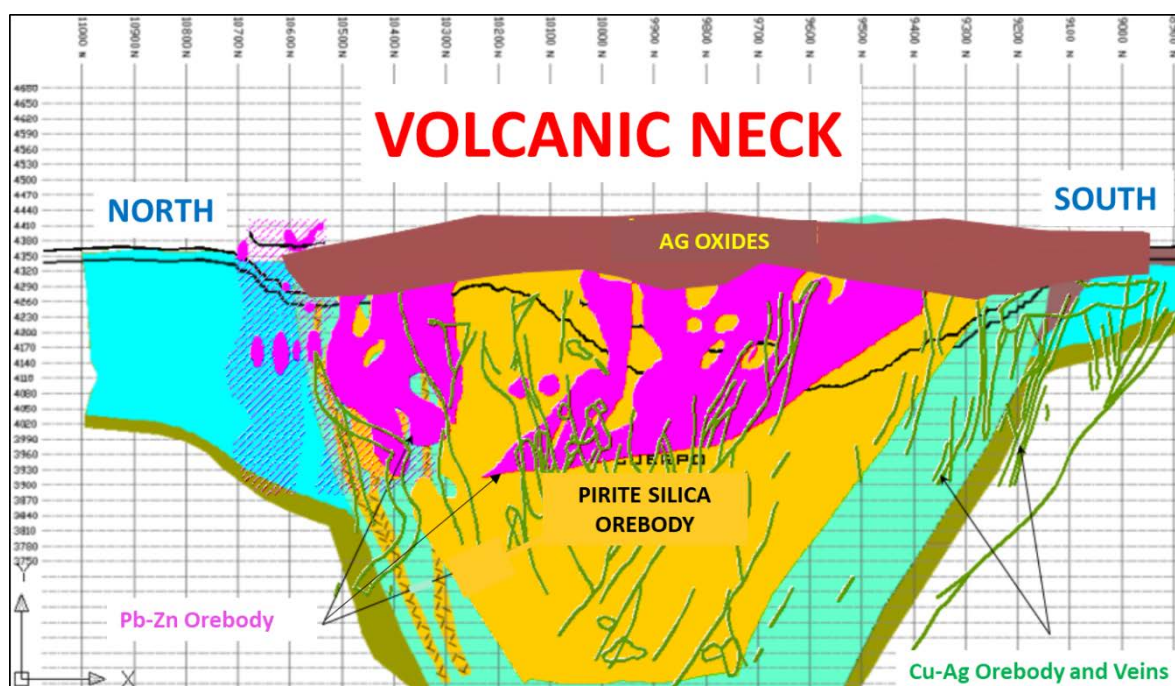 11000 N
10900 N
10800 N
10700 N
10600 N
10500 N
10400 N
10300 N
10200 N
10100 N
10000 N
9900 N
9800 N
9700 N
9600 N
9500 N
9400 N
9300 N
9200 N
9100 N
9000 N
4680
4650
4620
4590
4560
4530
4500
4470
4440
4410
4380
4350
4320
4290
4260
4230
4200
4170
4140
4110
4080
4050
4020
3990
3960
3930
3900
3870
3840
3810
3780
3750
VOLCANIC NECK
NORTH
SOUTH
AG OXIDES
CUERPO
PIRITE SILICA
OREBODY
Pb-Zn Orebody
Cu-Ag Orebody and Veins
Y
X